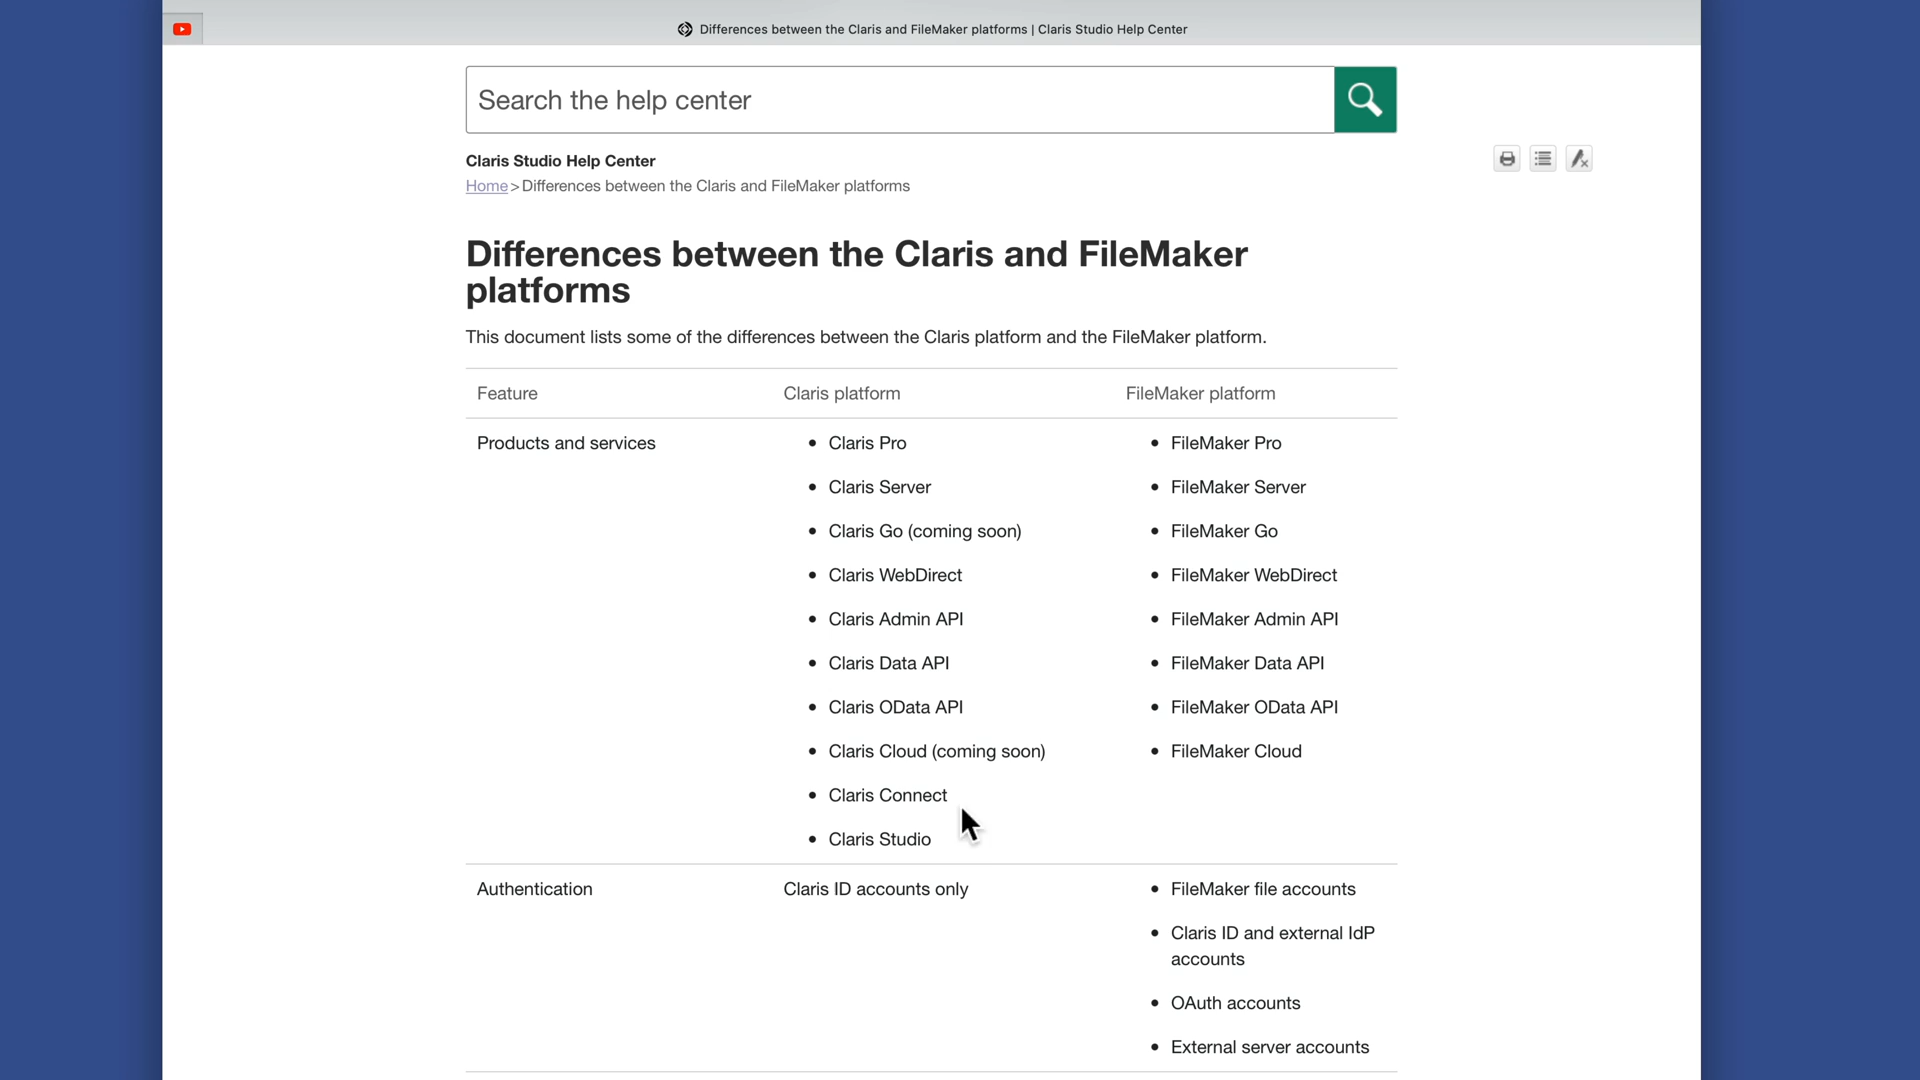 Differences between the Claris and FileMaker platforms | Claris Studio Help Center
Search the help center
Claris Studio Help Center
Home > Differences between the Claris and FileMaker platforms
Differences between the Claris and FileMaker
platforms
This document lists some of the differences between the Claris platform and the FileMaker platform.
Feature Claris platform FileMaker platform
Products and services • Claris Pro • FileMaker Pro
• Claris Server • FileMaker Server
• Claris Go (coming soon) • FileMaker Go
• Claris WebDirect • FileMaker WebDirect
• Claris Admin API • FileMaker Admin API
• Claris Data API • FileMaker Data API
• Claris OData API • FileMaker OData API
• Claris Cloud (coming soon) • FileMaker Cloud
• Claris Connect
• Claris Studio
Authentication Claris ID accounts only • FileMaker file accounts
• Claris ID and external IdP
accounts
• OAuth accounts
• External server accounts